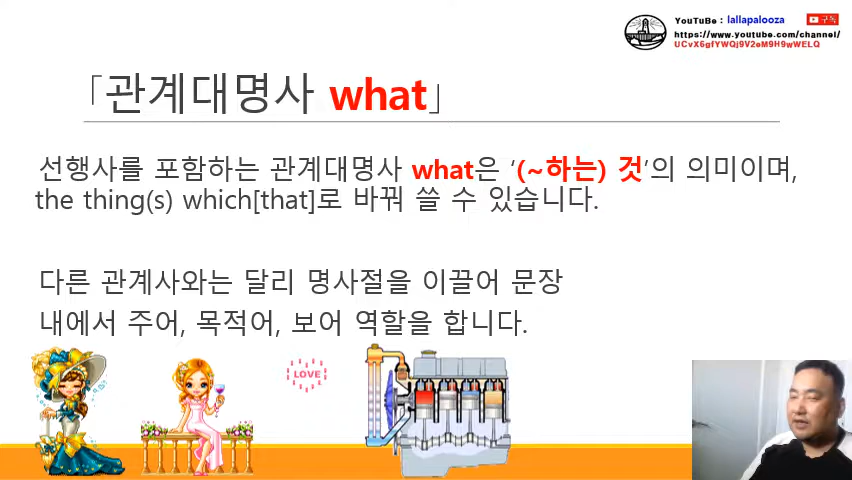 YouTuBe : lallapalooza
구독
https://www.youtube.com/channel/
UCvX6gfYWQj9V2eM9H9wWELQ
「관계대명사 what」
선행사를 포함하는 관계대명사 what은 ‘(~하는) 것’의 의미이며,
the thing(s) which[that]로 바꿔 쓸 수 있습니다.
다른 관계사와는 달리 명사절을 이끌어 문장
내에서 주어, 목적어, 보어 역할을 합니다.
LOVE